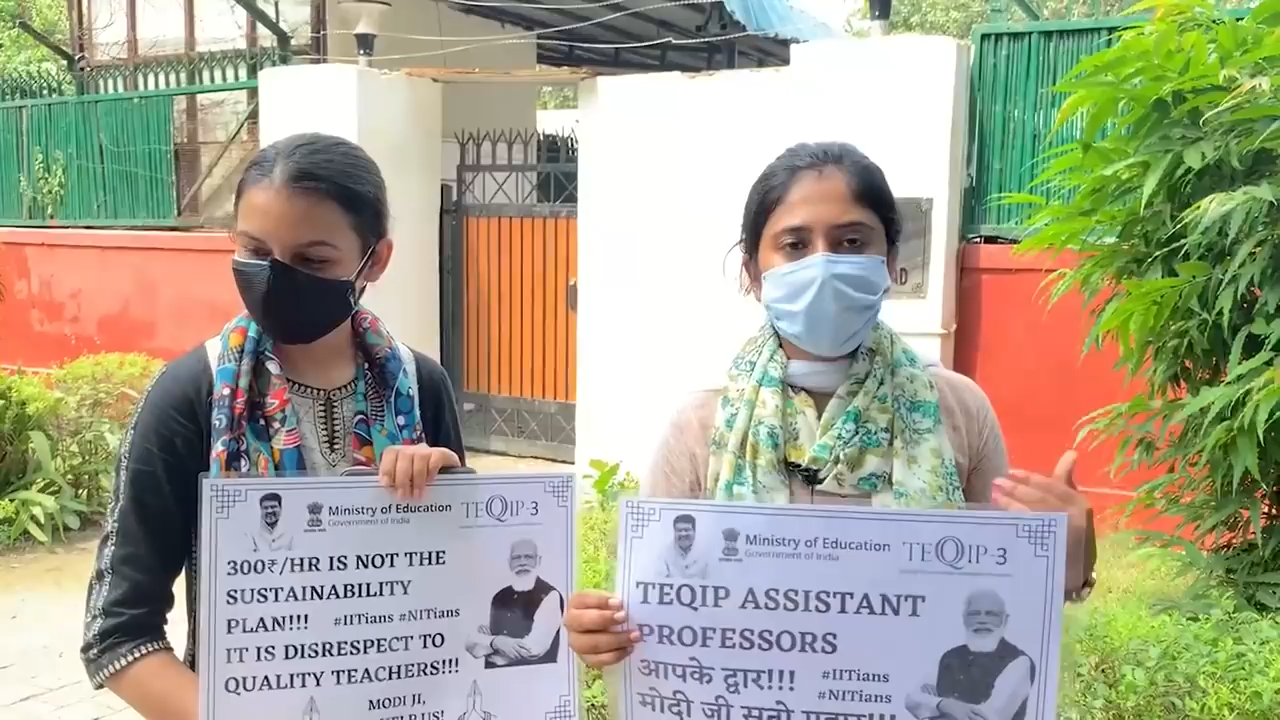 Ministry of Education
Government of India
TEQIP-3
300₹/HR IS NOT THE
SUSTAINABILITY
PLAN!!! #IITians #NITians
IT IS DISRESPECT TO
QUALITY TEACHERS!!!
MODI JI,
HELP US!
Ministry of Education
Government of India
TEQIP-3
TEQIP ASSISTANT
PROFESSORS
आपके द्वार!!! #IITians
#NITians
मोदी जी सुनो
D